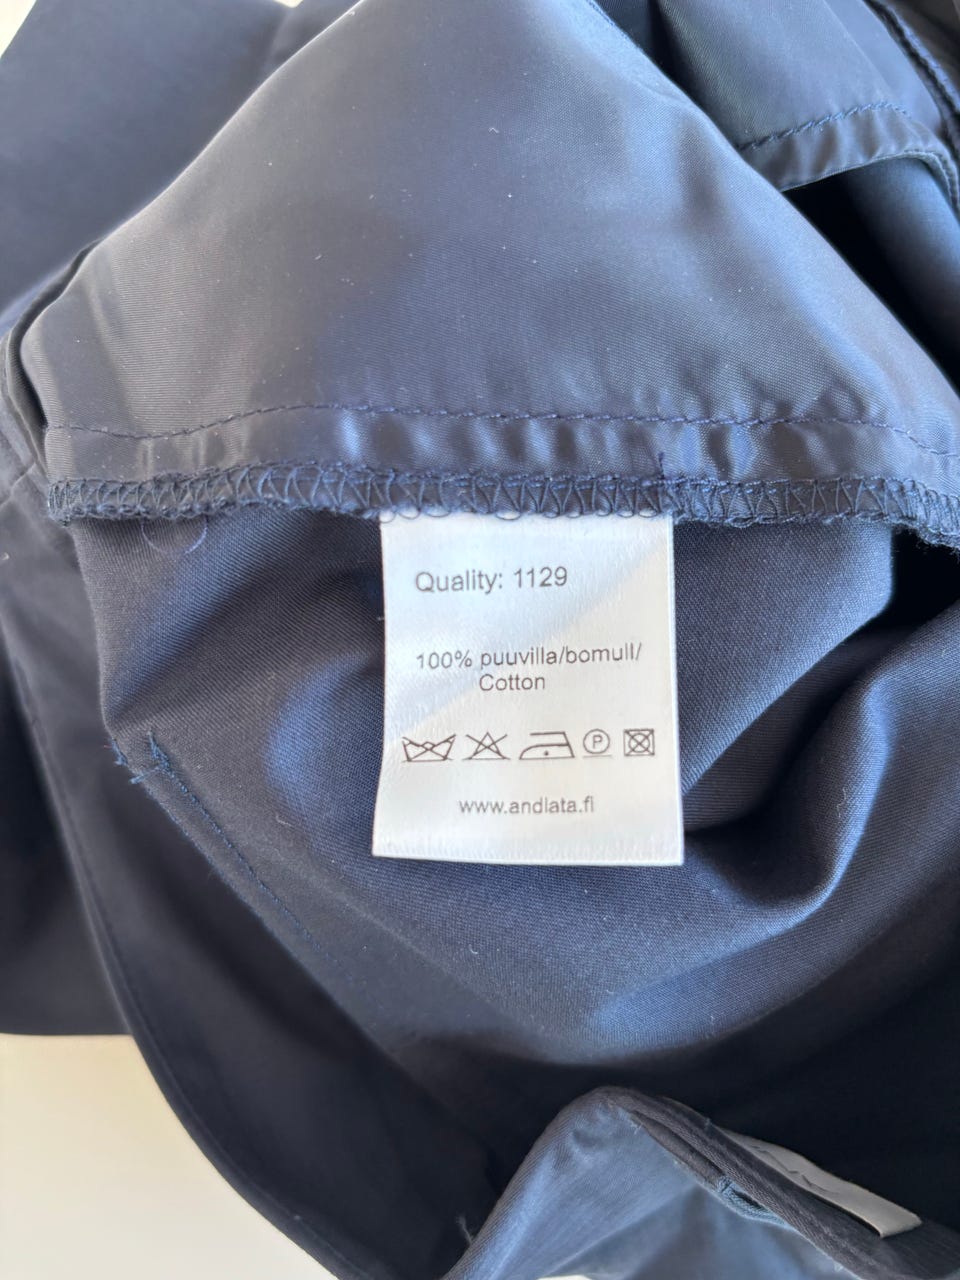 Quality: 1129
100% puuvilla/bomull/
Cotton
P
www.andiata.fi